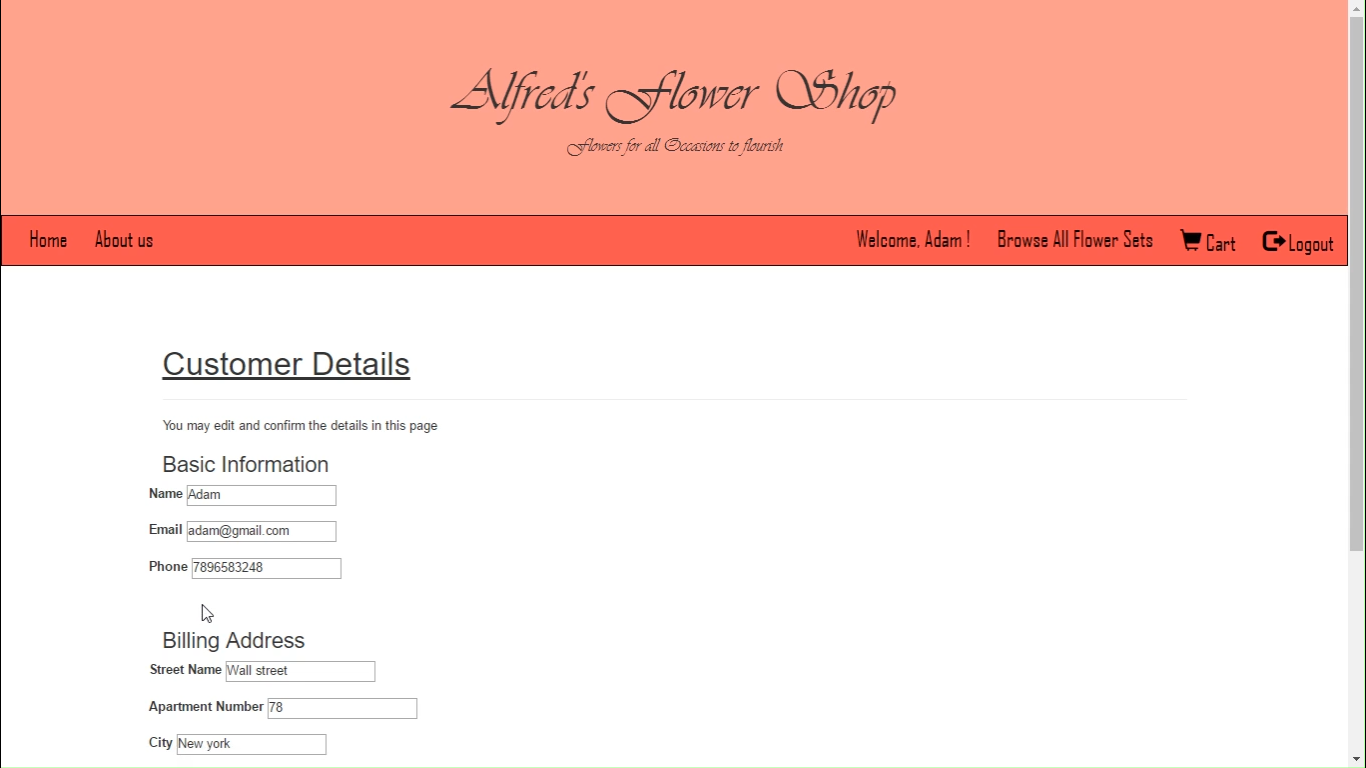 Alfred's Flower Shop
Flowers for all Occasions to flourish
Home About us Welcome, Adam ! Browse All Flower Sets Cart Logout
Customer Details
You may edit and confirm the details in this page
Basic Information
Name Adam
Email adam@gmail.com
Phone 7896583248
Billing Address
Street Name Wall street
Apartment Number 78
City New york